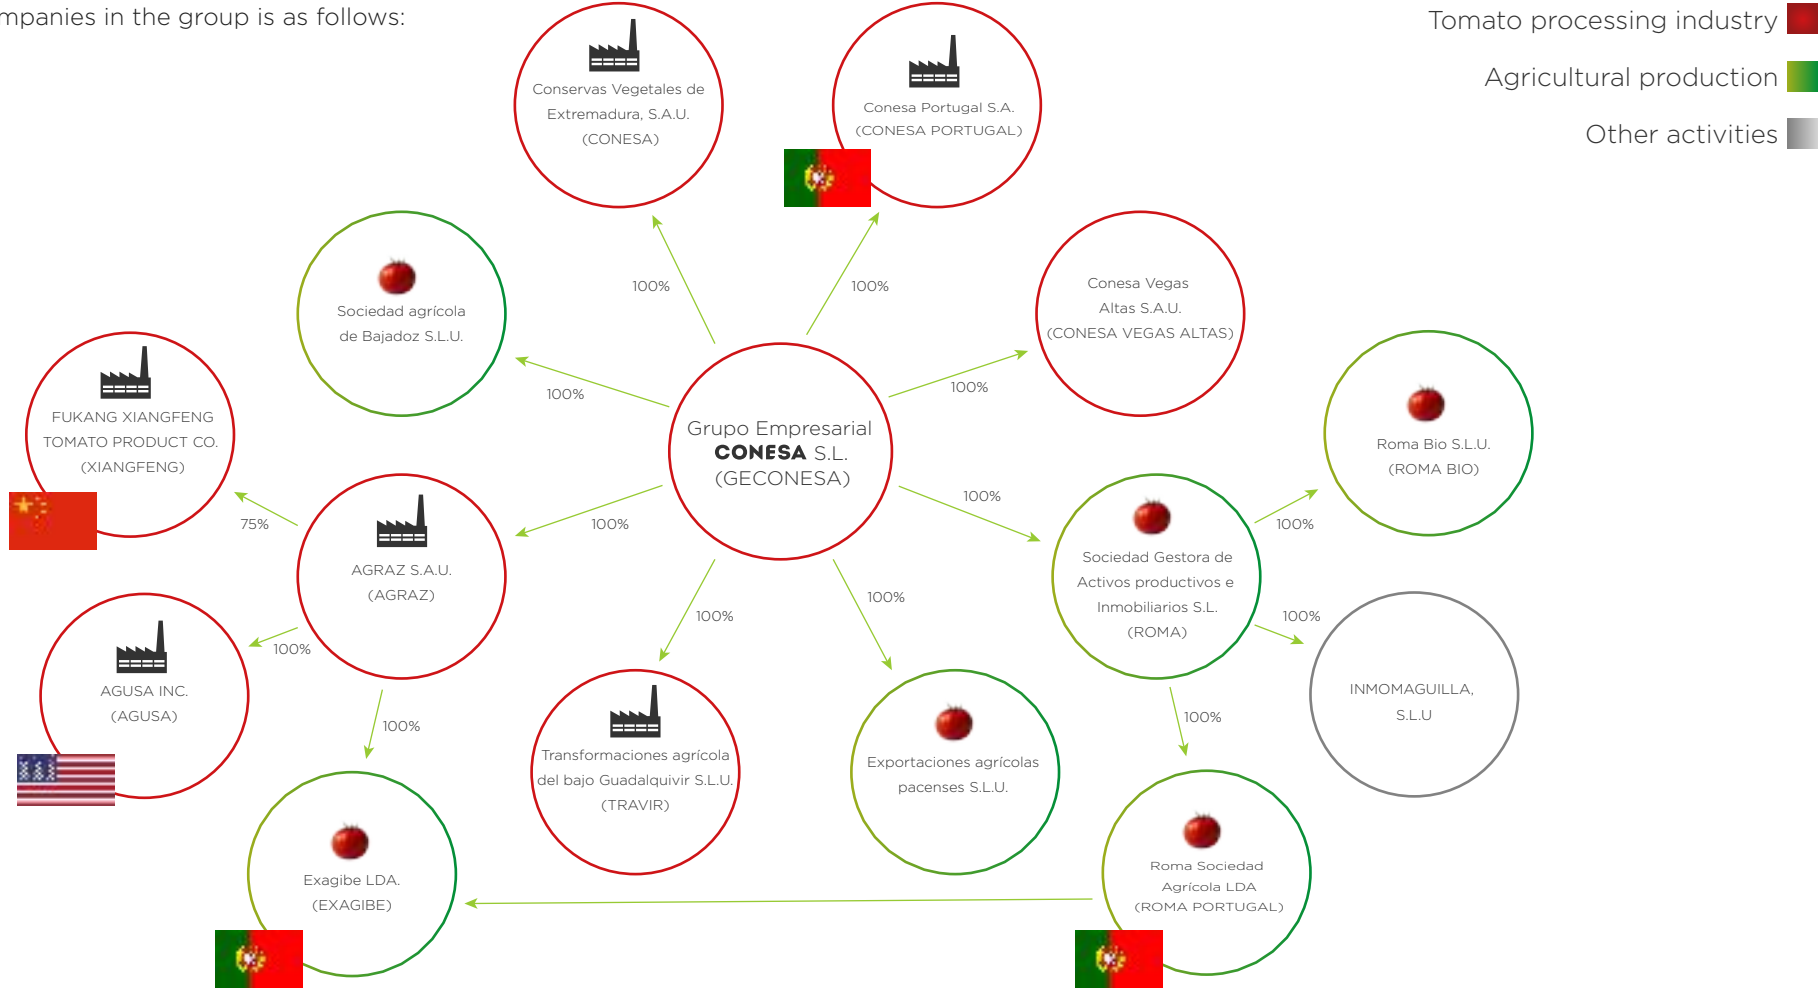 mpanies in the group is as follows:
Tomato processing industry
Agricultural production
Other activities
Conservas Vegetales de
Extremadura, S.A.U.
(CONESA)
Conesa Portugal S.A.
(CONESA PORTUGAL)
Sociedad agrícola
de Bajadoz S.L.U.
100%
100%
Conesa Vegas
Altas S.A.U.
(CONESA VEGAS ALTAS)
100%
100%
FUKANG XIANGFENG
TOMATO PRODUCT CO.
(XIANGFENG)
Grupo Empresarial
CONESA S.L.
(GECONESA)
Roma Bio S.L.U.
(ROMA BIO)
75%
100%
100%
100%
AGRAZ S.A.U.
(AGRAZ)
Sociedad Gestora de
Activos productivos e
Inmobiliarios S.L.
(ROMA)
100%
100%
100%
100%
AGUSA INC.
(AGUSA)
INMOMAGUILLA,
S.L.U
100%
100%
Transformaciones agrícola
del bajo Guadalquivir S.L.U.
(TRAVIR)
Exportaciones agrícolas
pacenses S.L.U.
Exagibe LDA.
(EXAGIBE)
Roma Sociedad
Agrícola LDA
(ROMA PORTUGAL)